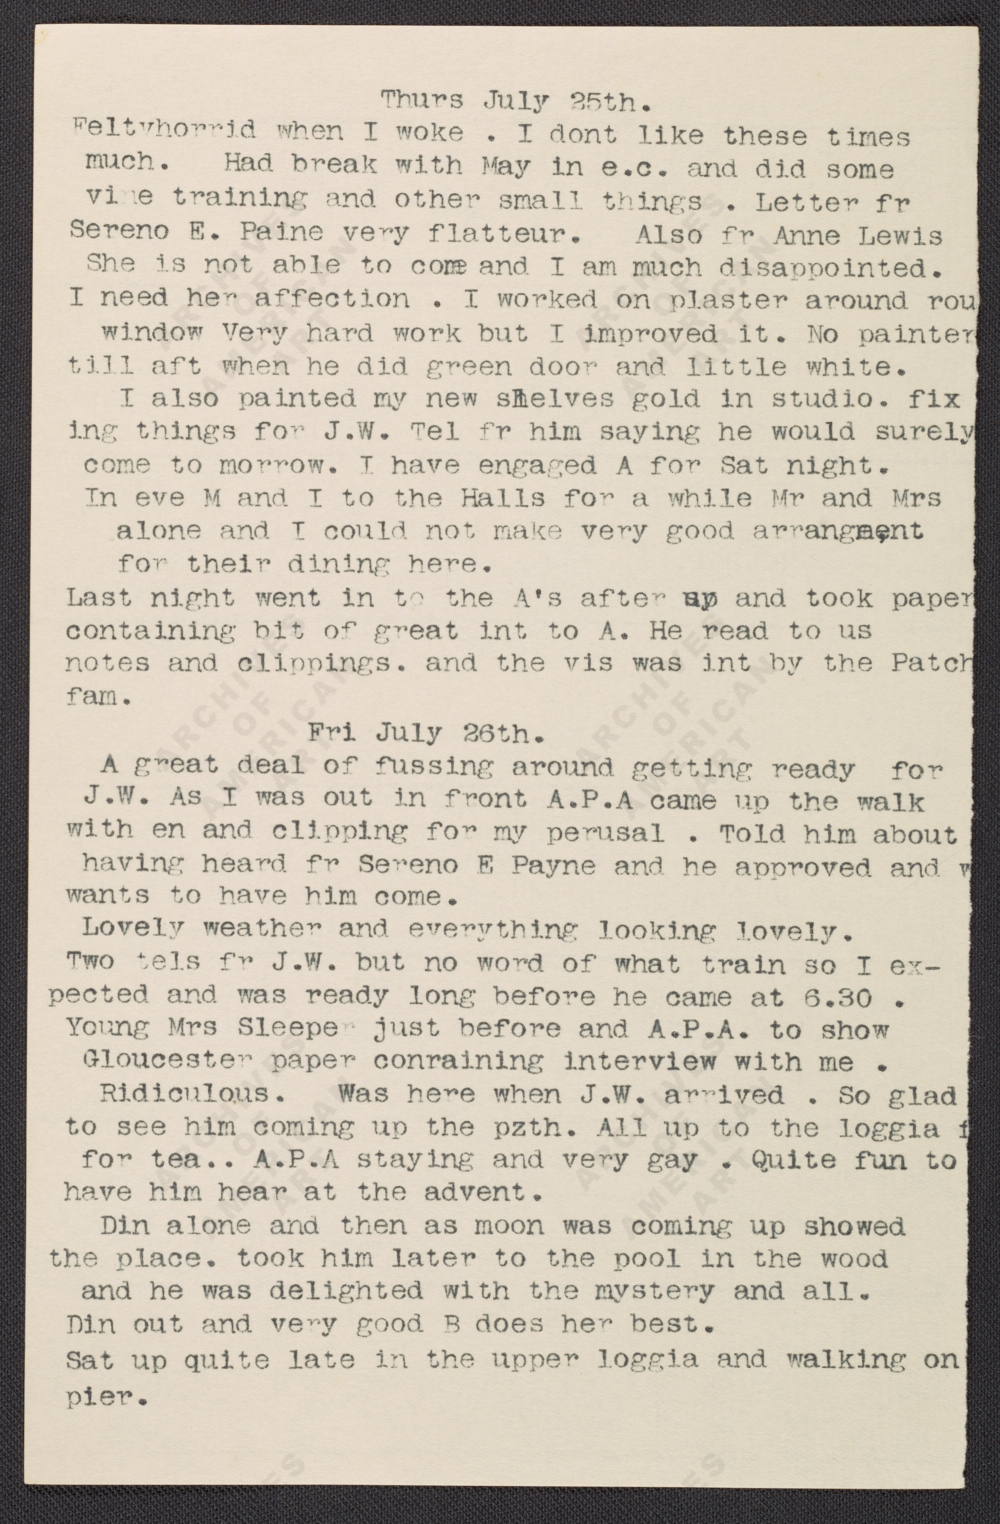 Thurs July 25th.
Feltvhorrid when I woke . I dont like these times
much. Had break with May in e.c. and did some
vine training and other small things . Letter fr
Sereno E. Paine very flatteur. Also fr Anne Lewis
She is not able to come and I am much disappointed.
I need her affection . I worked on plaster around rou
window Very hard work but I improved it. No painter
till aft when he did green door and little white.
I also painted my new shelves gold in studio. fix
ing things for J.W. Tel fr him saying he would surely
come to morrow. I have engaged A for Sat night.
In eve M and I to the Halls for a while Mr and Mrs
alone and I could not make very good arrangment
for their dining here.
Last night went in to the A's after and took paper
containing bit of great int to A. He read to us
notes and clippings. and the vis was int by the Patch
fam.
Fri July 26th.
A great deal of fussing around getting ready for
J.W. As I was out in front A.P.A came up the walk
with en and clipping for my perusal . Told him about
having heard fr Sereno E Payne and he approved and w
wants to have him come.
Lovely weather and everything looking lovely.
Two tels fr J.W. but no word of what train so I ex-
pected and was ready long before he came at 6.30 .
Young Mrs Sleeper just before and A.P.A. to show
Gloucester paper conraining interview with me .
Ridiculous. Was here when J.W. arrived . So glad
to see him coming up the pzth. All up to the loggia f
for tea.. A.P.A staying and very gay . Quite fun to
have him hear at the advent.
Din alone and then as moon was coming up showed
the place. took him later to the pool in the wood
and he was delighted with the mystery and all.
Din out and very good B does her best.
Sat up quite late in the upper loggia and walking on
pier.